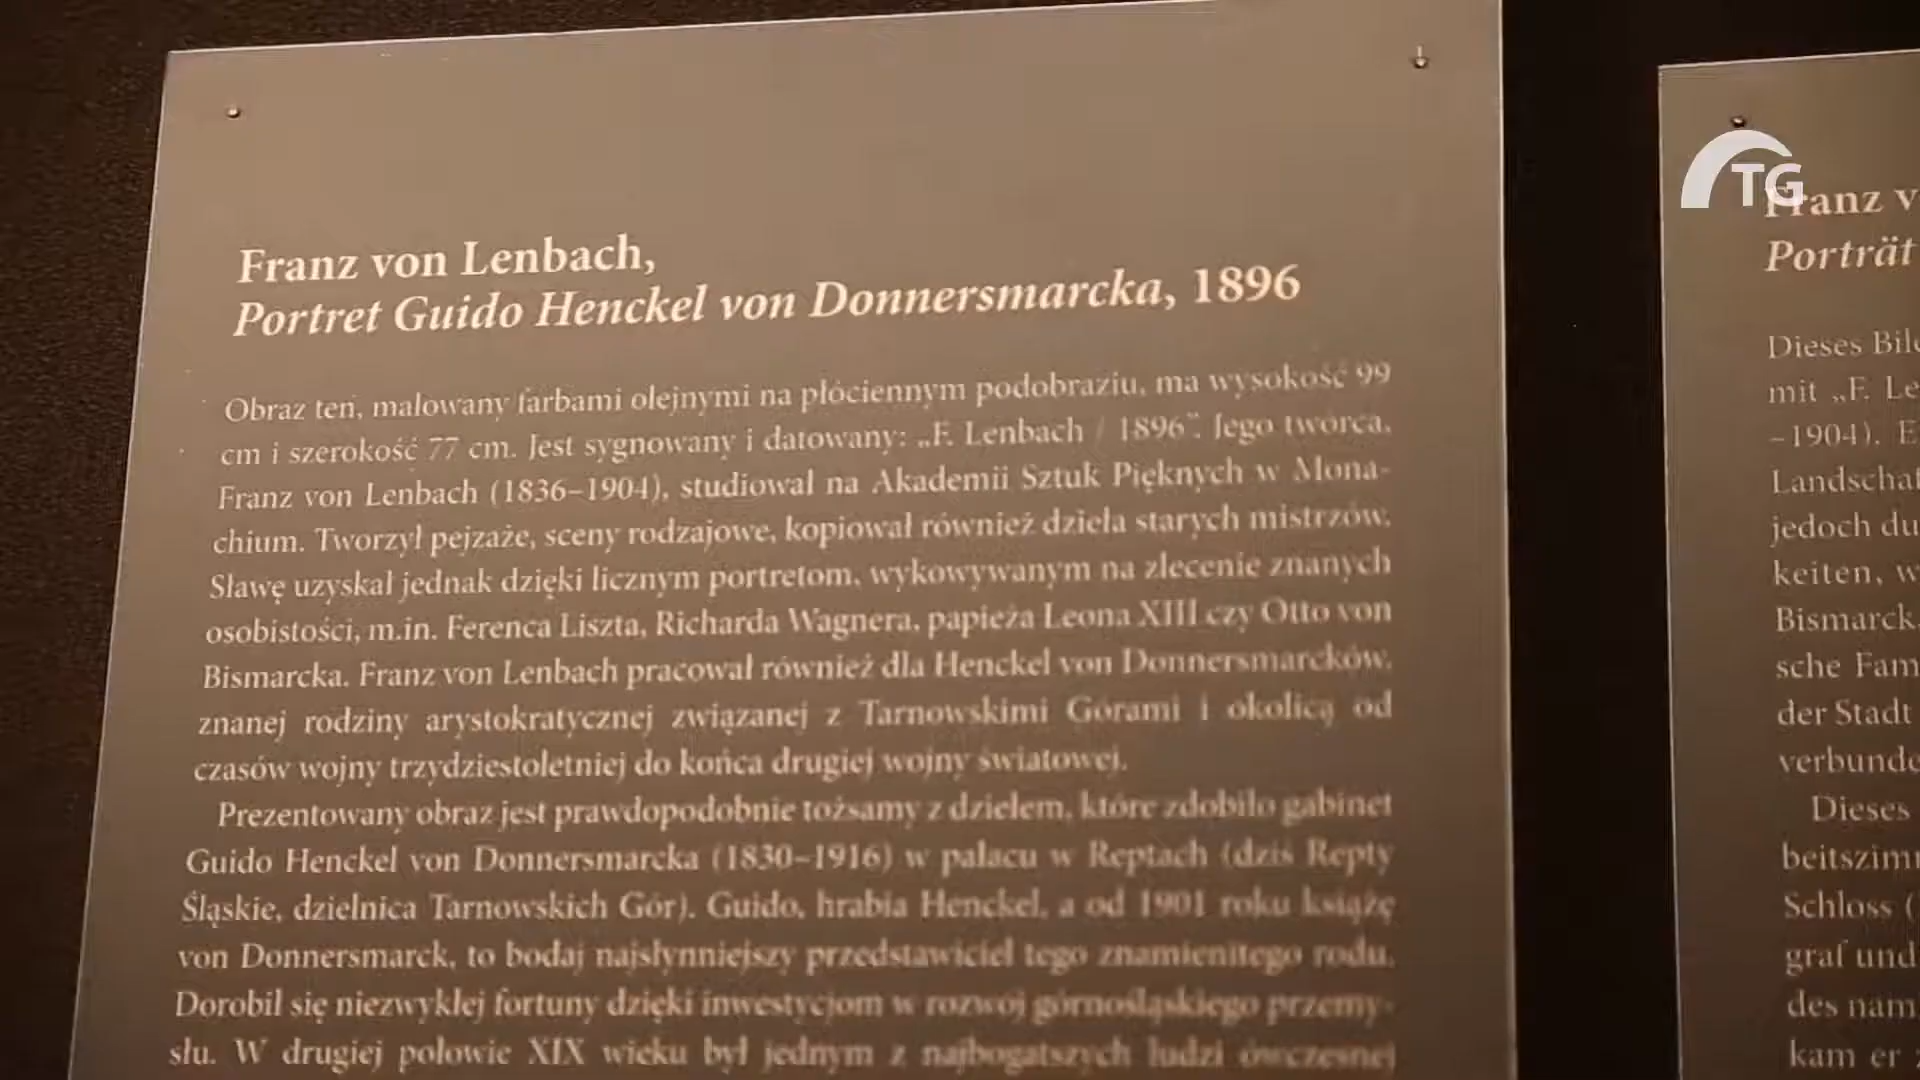 Franz von Lenbach,
Portret Guido Henckel von Donnersmarcka, 1896
Obraz ten, malowany farbami olejnymi na płóciennym podobraziu, ma wysokość 99
cm i szerokość 77 cm. Jest sygnowany i datowany: „F. Lenbach / 1896”. Jego twórca,
Franz von Lenbach (1836–1904), studiował na Akademii Sztuk Pięknych w Mona-
chium. Tworzył pejzaże, sceny rodzajowe, kopiował również dzieła starych mistrzów.
Sławę uzyskał jednak dzięki licznym portretom, wykowywanym na zlecenie znanych
osobistości, m.in. Ferenca Liszta, Richarda Wagnera, papieża Leona XIII czy Otto von
Bismarcka. Franz von Lenbach pracował również dla Henckel von Donnersmarcków,
znanej rodziny arystokratycznej związanej z Tarnowskimi Górami i okolicą od
czasów wojny trzydziestoletniej do końca drugiej wojny światowej.
Prezentowany obraz jest prawdopodobnie tożsamy z dziełem, które zdobiło gabinet
Guido Henckel von Donnersmarcka (1830–1916) w pałacu w Reptach (dziś Repty
Śląskie, dzielnica Tarnowskich Gór). Guido, hrabia Henckel, a od 1901 roku książę
von Donnersmarck, to bodaj najsłynniejszy przedstawiciel tego znamienitego rodu.
Dorobił się niezwykłej fortuny dzięki inwestycjom w rozwój górnośląskiego przemy-
słu. W drugiej połowie XIX wieku był jednym z najbogatszych ludzi ówczesnej
TG
Franz v
Porträt
Dieses Bild
mit „F. Le
–1904). E
Landschaf
jedoch du
keiten, w
Bismarck.
sche Fam
der Stadt
verbunde
Dieses
beitszim
Schloss (
graf und
des nam
kam er